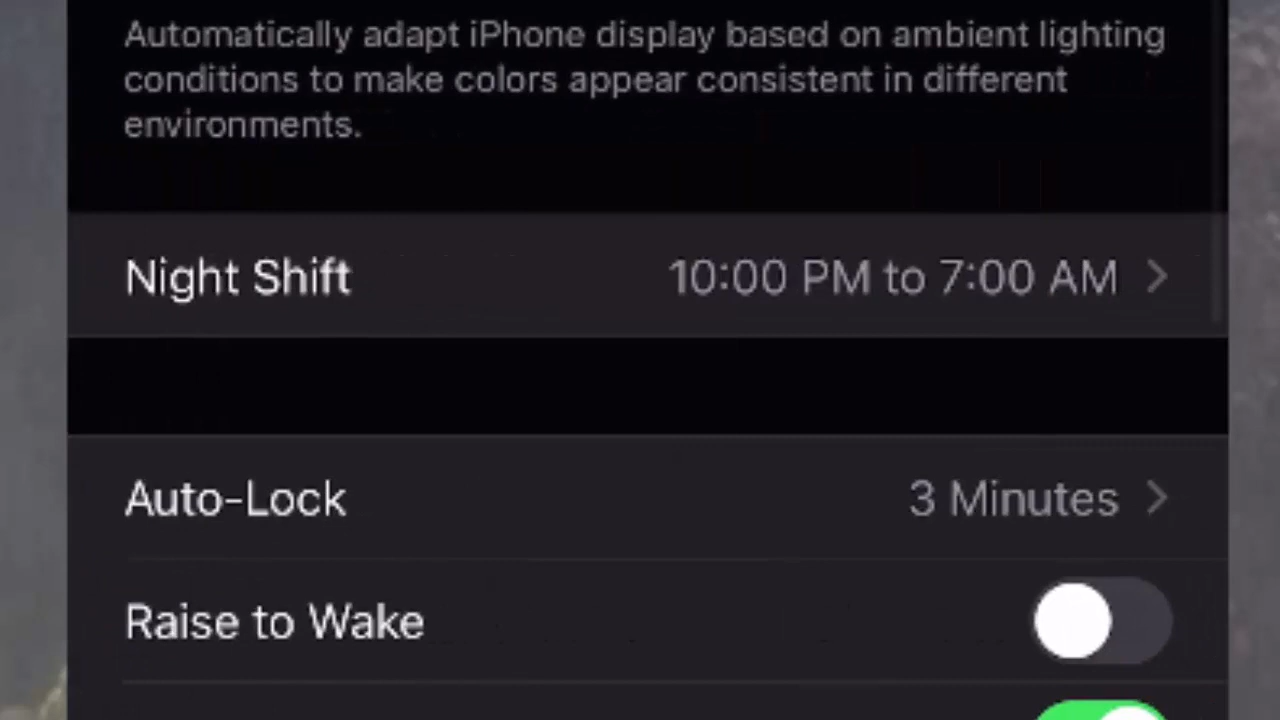 Automatically adapt iPhone display based on ambient lighting
conditions to make colors appear consistent in different
environments.
Night Shift 10:00 PM to 7:00 AM
Auto-Lock 3 Minutes
Raise to Wake